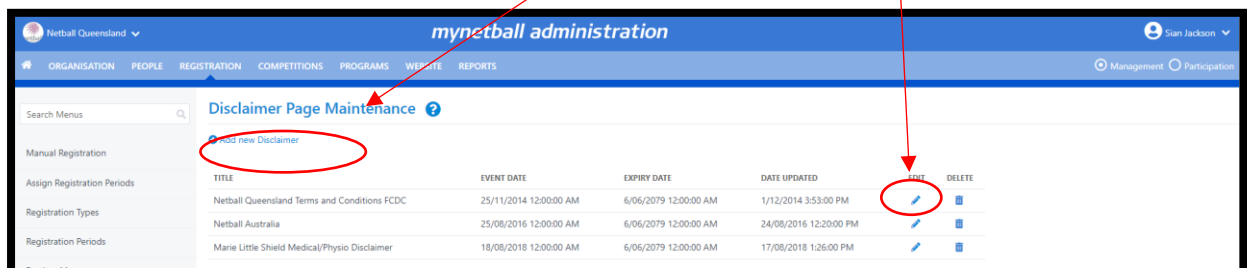 Netball Queensland
mynetball administration
Sian Jackson
ORGANISATION PEOPLE REGISTRATION COMPETITIONS PROGRAMS WEBSITE REPORTS
Management Participation
Search Menus
Disclaimer Page Maintenance ?
Add new Disclaimer
Manual Registration
TITLE EVENT DATE EXPIRY DATE DATE UPDATED EDIT DELETE
Assign Registration Periods
Netball Queensland Terms and Conditions FCDC 25/11/2014 12:00:00 AM 6/06/2079 12:00:00 AM 1/12/2014 3:53:00 PM
Registration Types
Netball Australia 25/08/2016 12:00:00 AM 6/06/2079 12:00:00 AM 24/08/2016 12:20:00 PM
Registration Periods
Marie Little Shield Medical/Physio Disclaimer 18/08/2018 12:00:00 AM 6/06/2079 12:00:00 AM 17/08/2018 1:26:00 PM